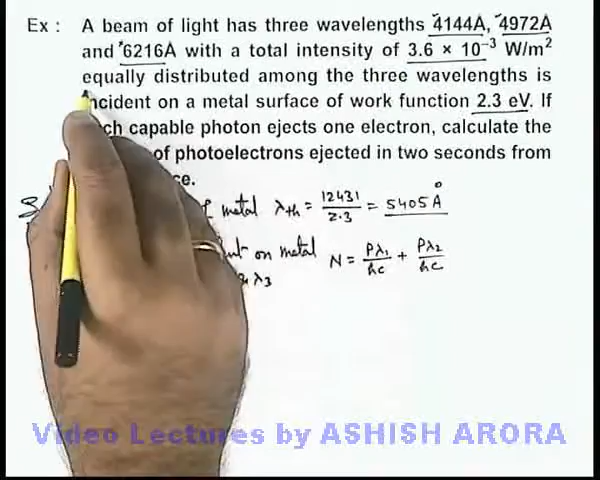 Ex : A beam of light has three wavelengths 4144Å, 4972Å
and 6216Å with a total intensity of 3.6 × 10⁻³ W/m²
equally distributed among the three wavelengths is
incident on a metal surface of work function 2.3 eV. If
capable photon ejects one electron, calculate the
of photoelectrons ejected in two seconds from
metal λth = 12431/2.3 = 5405 Å
on metal N = Pλ₁/hc + Pλ₂/hc
λ₃
Video Lectures by ASHISH ARORA